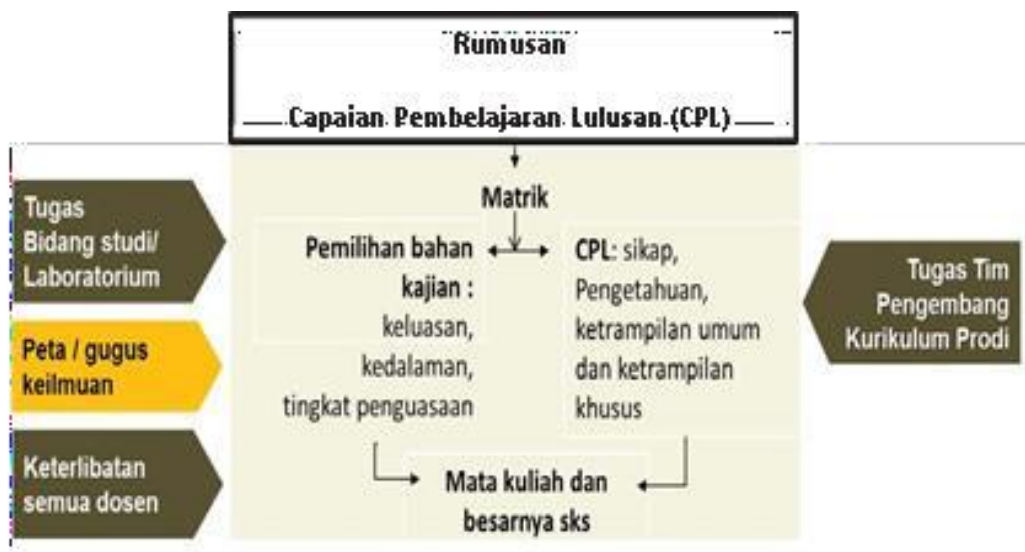 Rumusan
Capaian Pembelajaran Lulusan (CPL)
Matrik
Tugas
Bidang studi/
Laboratorium
Peta / gugus
keilmuan
Keterlibatan
semua dosen
Pemilihan bahan
kajian :
keluasan,
kedalaman,
tingkat penguasaan
CPL: sikap,
Pengetahuan,
ketrampilan umum
dan ketrampilan
khusus
Tugas Tim
Pengembang
Kurikulum Prodi
Mata kuliah dan
besarnya sks